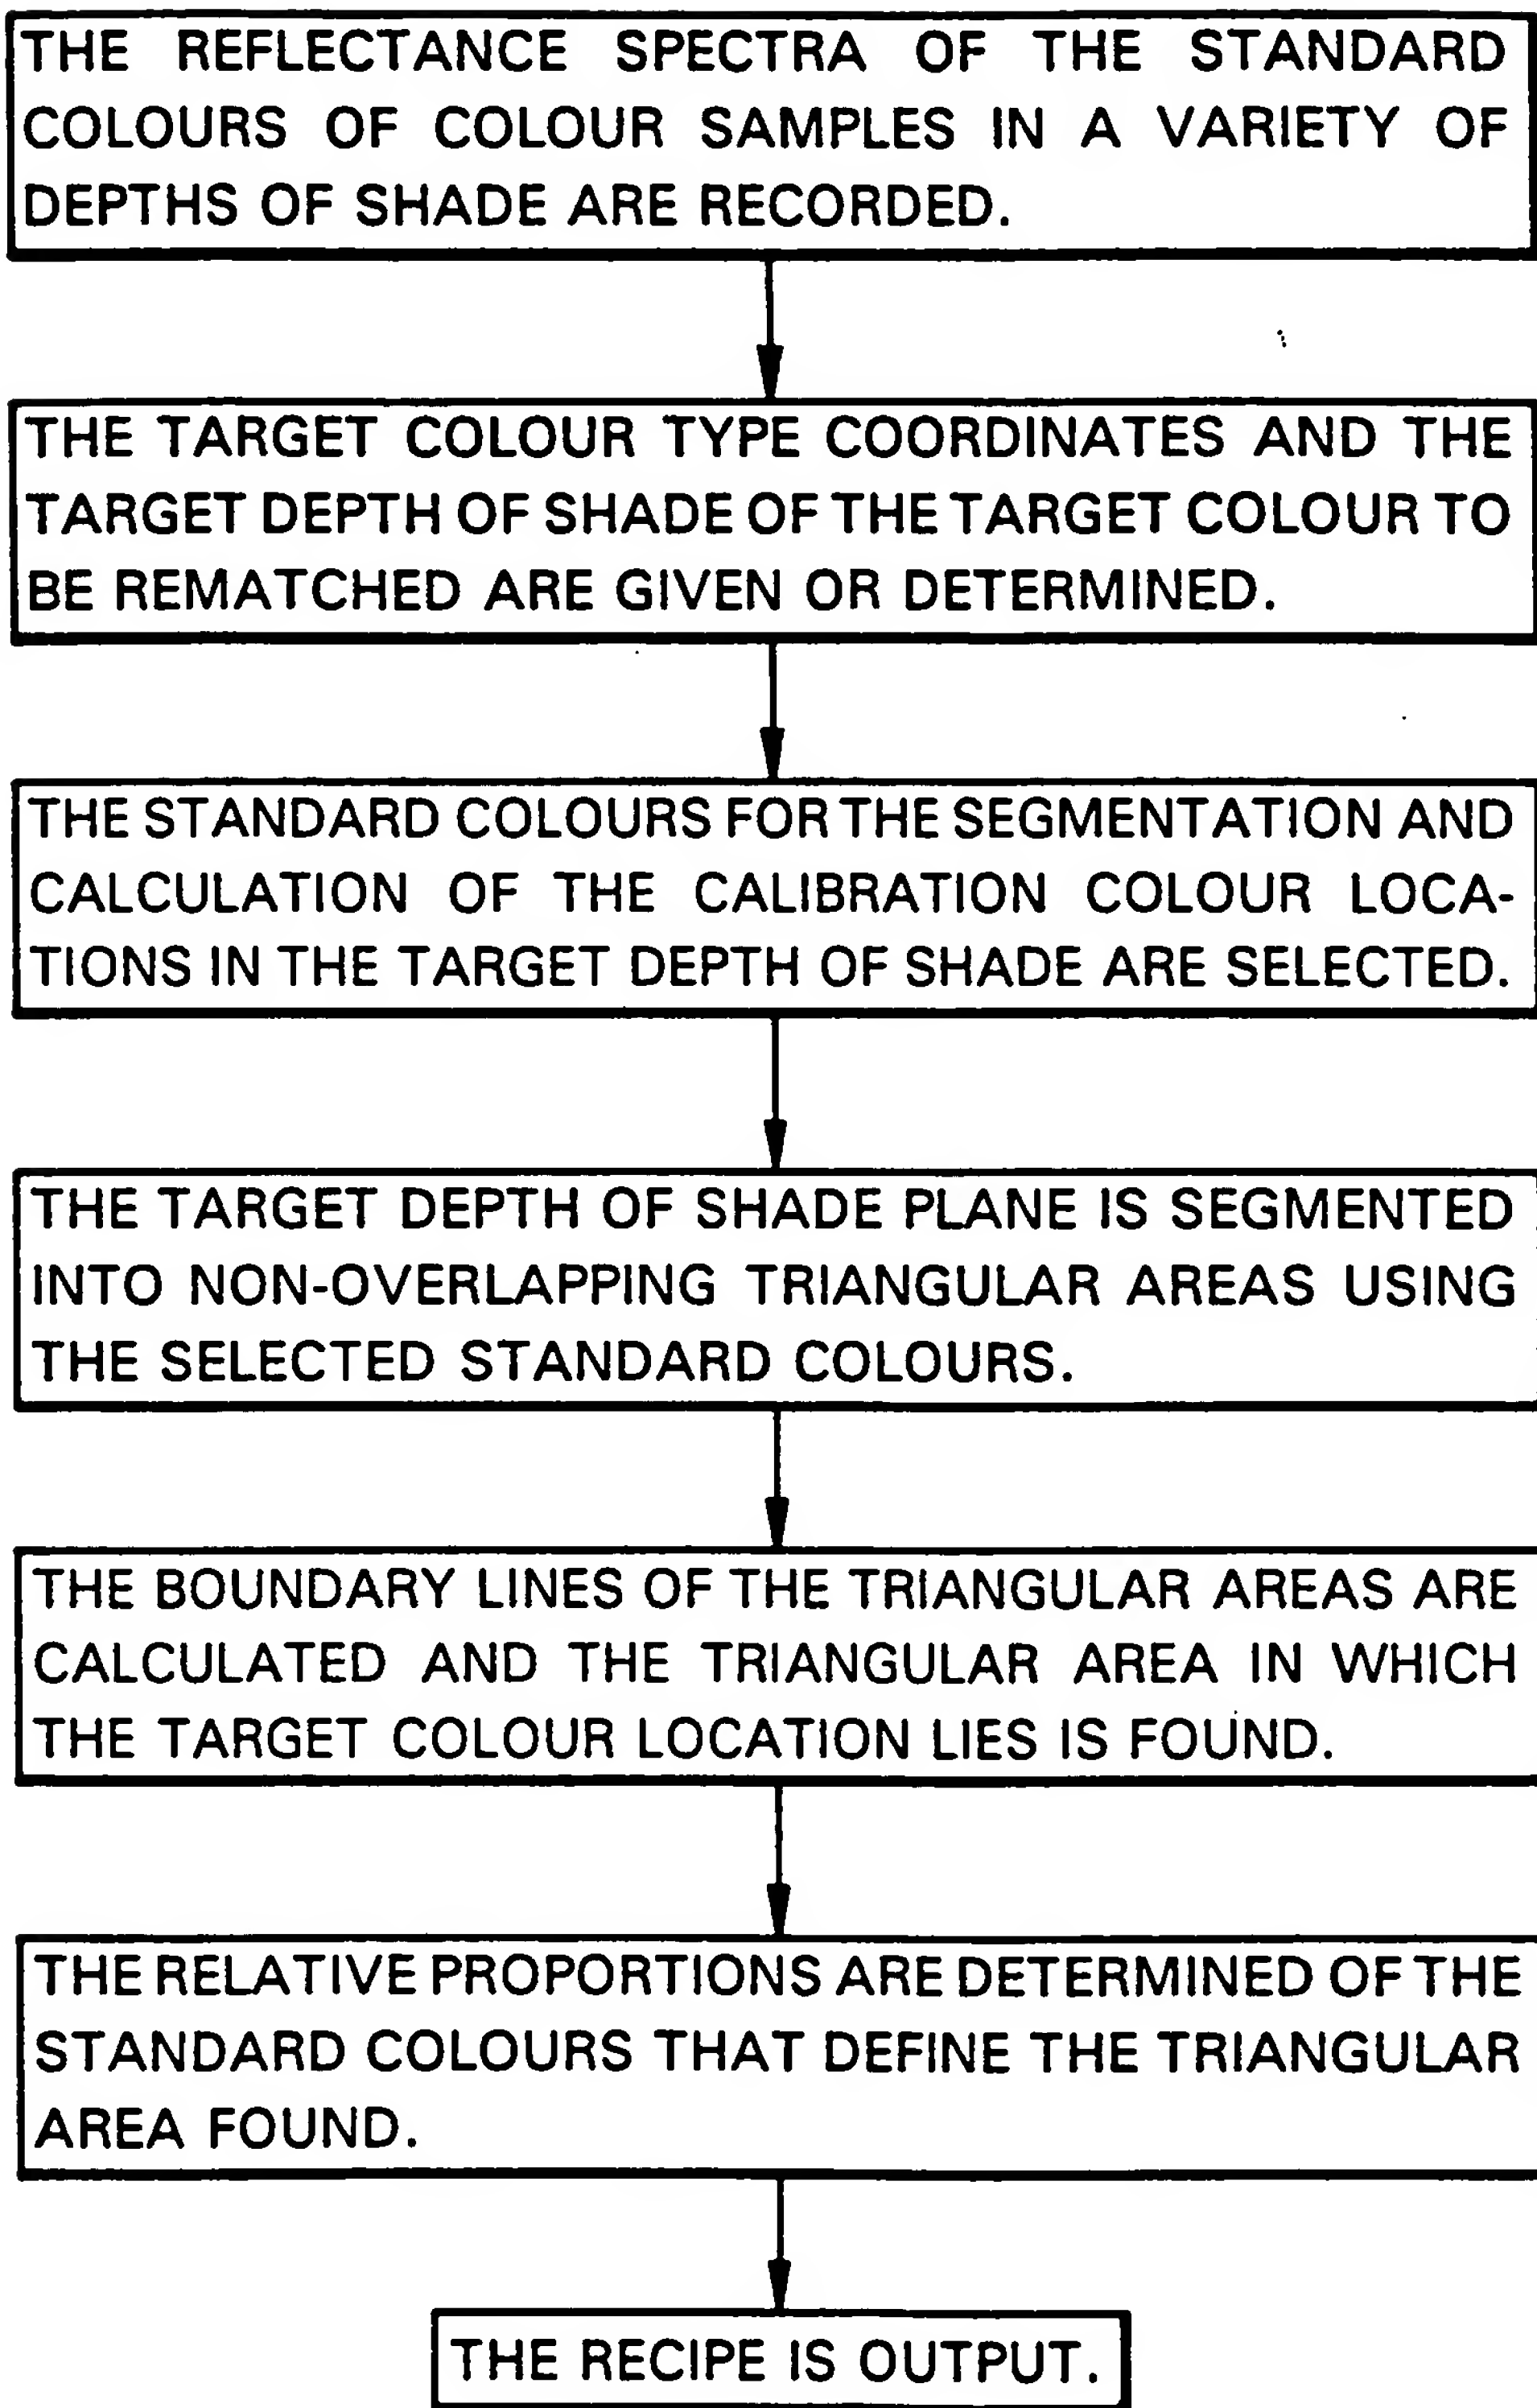 THE REFLECTANCE SPECTRA OF THE STANDARD
COLOURS OF COLOUR SAMPLES IN A VARIETY OF
DEPTHS OF SHADE ARE RECORDED.
THE TARGET COLOUR TYPE COORDINATES AND THE
TARGET DEPTH OF SHADE OF THE TARGET COLOUR TO
BE REMATCHED ARE GIVEN OR DETERMINED.
THE STANDARD COLOURS FOR THE SEGMENTATION AND
CALCULATION OF THE CALIBRATION COLOUR LOCA-
TIONS IN THE TARGET DEPTH OF SHADE ARE SELECTED.
THE TARGET DEPTH OF SHADE PLANE IS SEGMENTED
INTO NON-OVERLAPPING TRIANGULAR AREAS USING
THE SELECTED STANDARD COLOURS.
THE BOUNDARY LINES OF THE TRIANGULAR AREAS ARE
CALCULATED AND THE TRIANGULAR AREA IN WHICH
THE TARGET COLOUR LOCATION LIES IS FOUND.
THE RELATIVE PROPORTIONS ARE DETERMINED OF THE
STANDARD COLOURS THAT DEFINE THE TRIANGULAR
AREA FOUND.
THE RECIPE IS OUTPUT.